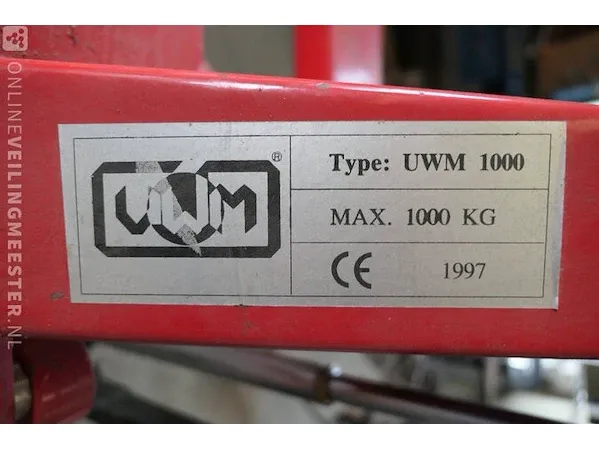 ONLINEVEILINGMEESTER.NL
UWM ®
Type: UWM 1000
MAX. 1000 KG
CE 1997